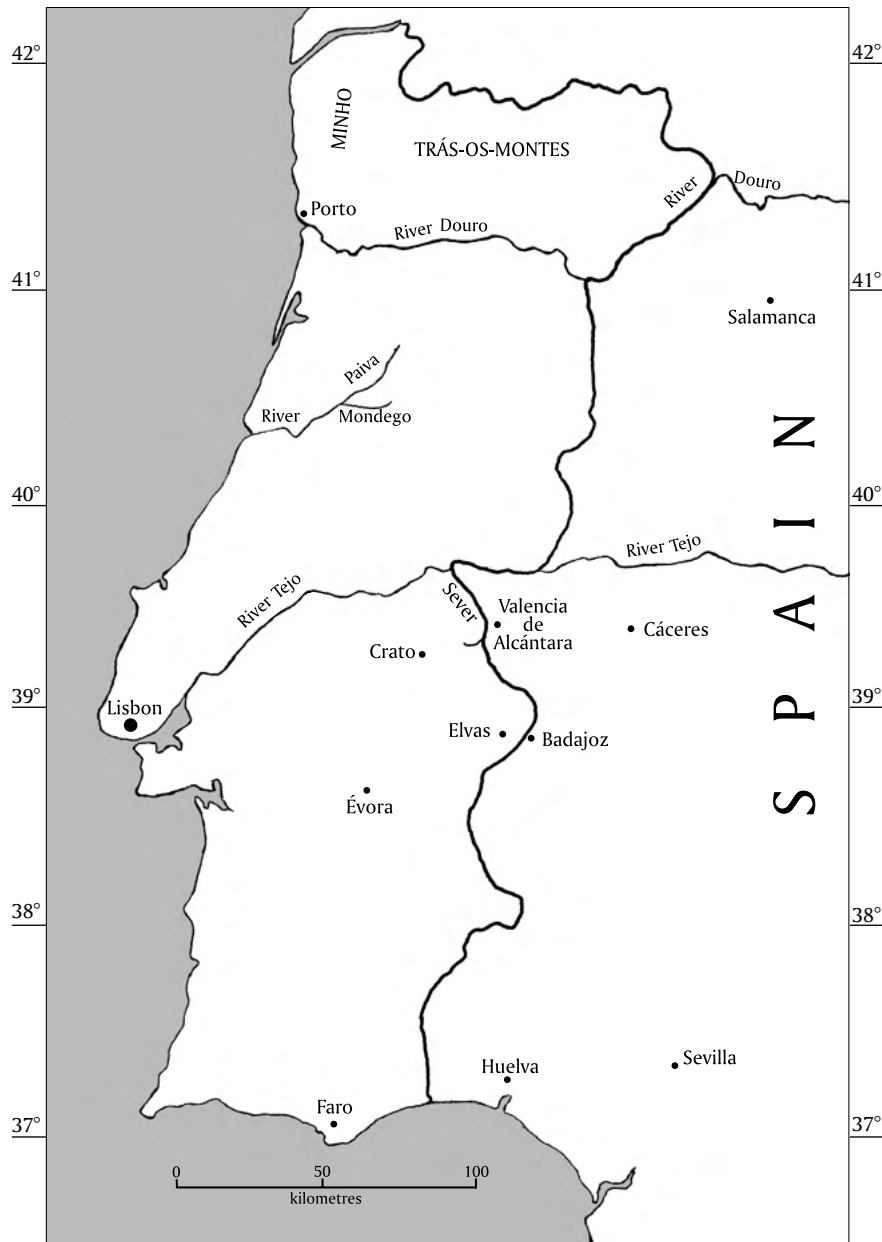 42°
42°
MINHO
TRÁS-OS-MONTES
River
Douro
Porto
River Douro
41°
41°
Salamanca
Paiva
River
Mondego
SPAIN
40°
40°
River Tejo
River Tejo
Sever
Valencia
de
Alcántara
Cáceres
Crato
39°
39°
Lisbon
Elvas
Badajoz
Évora
38°
38°
Huelva
Sevilla
Faro
37°
37°
0 50 100
kilometres